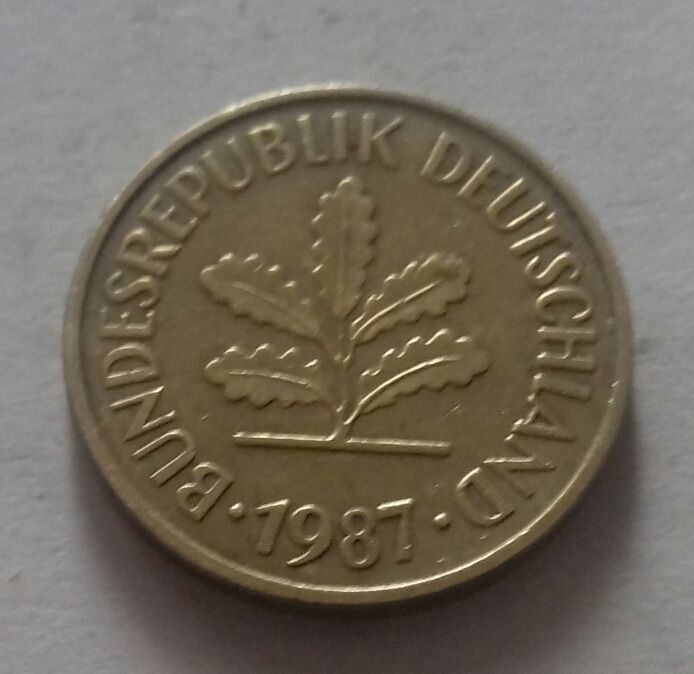 BUNDESREPUBLIK DEUTSCHLAND
· 1987 ·